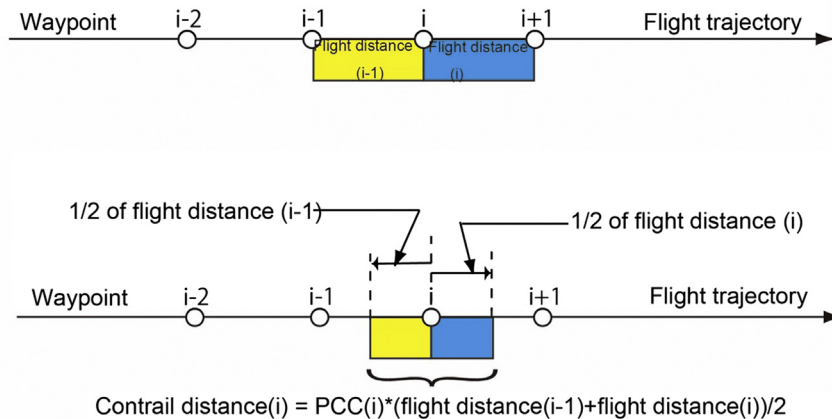 Waypoint i-2 i-1 i i+1 Flight trajectory
Flight distance Flight distance
(i-1) (i)
1/2 of flight distance (i-1) 1/2 of flight distance (i)
Waypoint i-2 i-1 i i+1 Flight trajectory
Contrail distance(i) = PCC(i)*(flight distance(i-1)+flight distance(i))/2